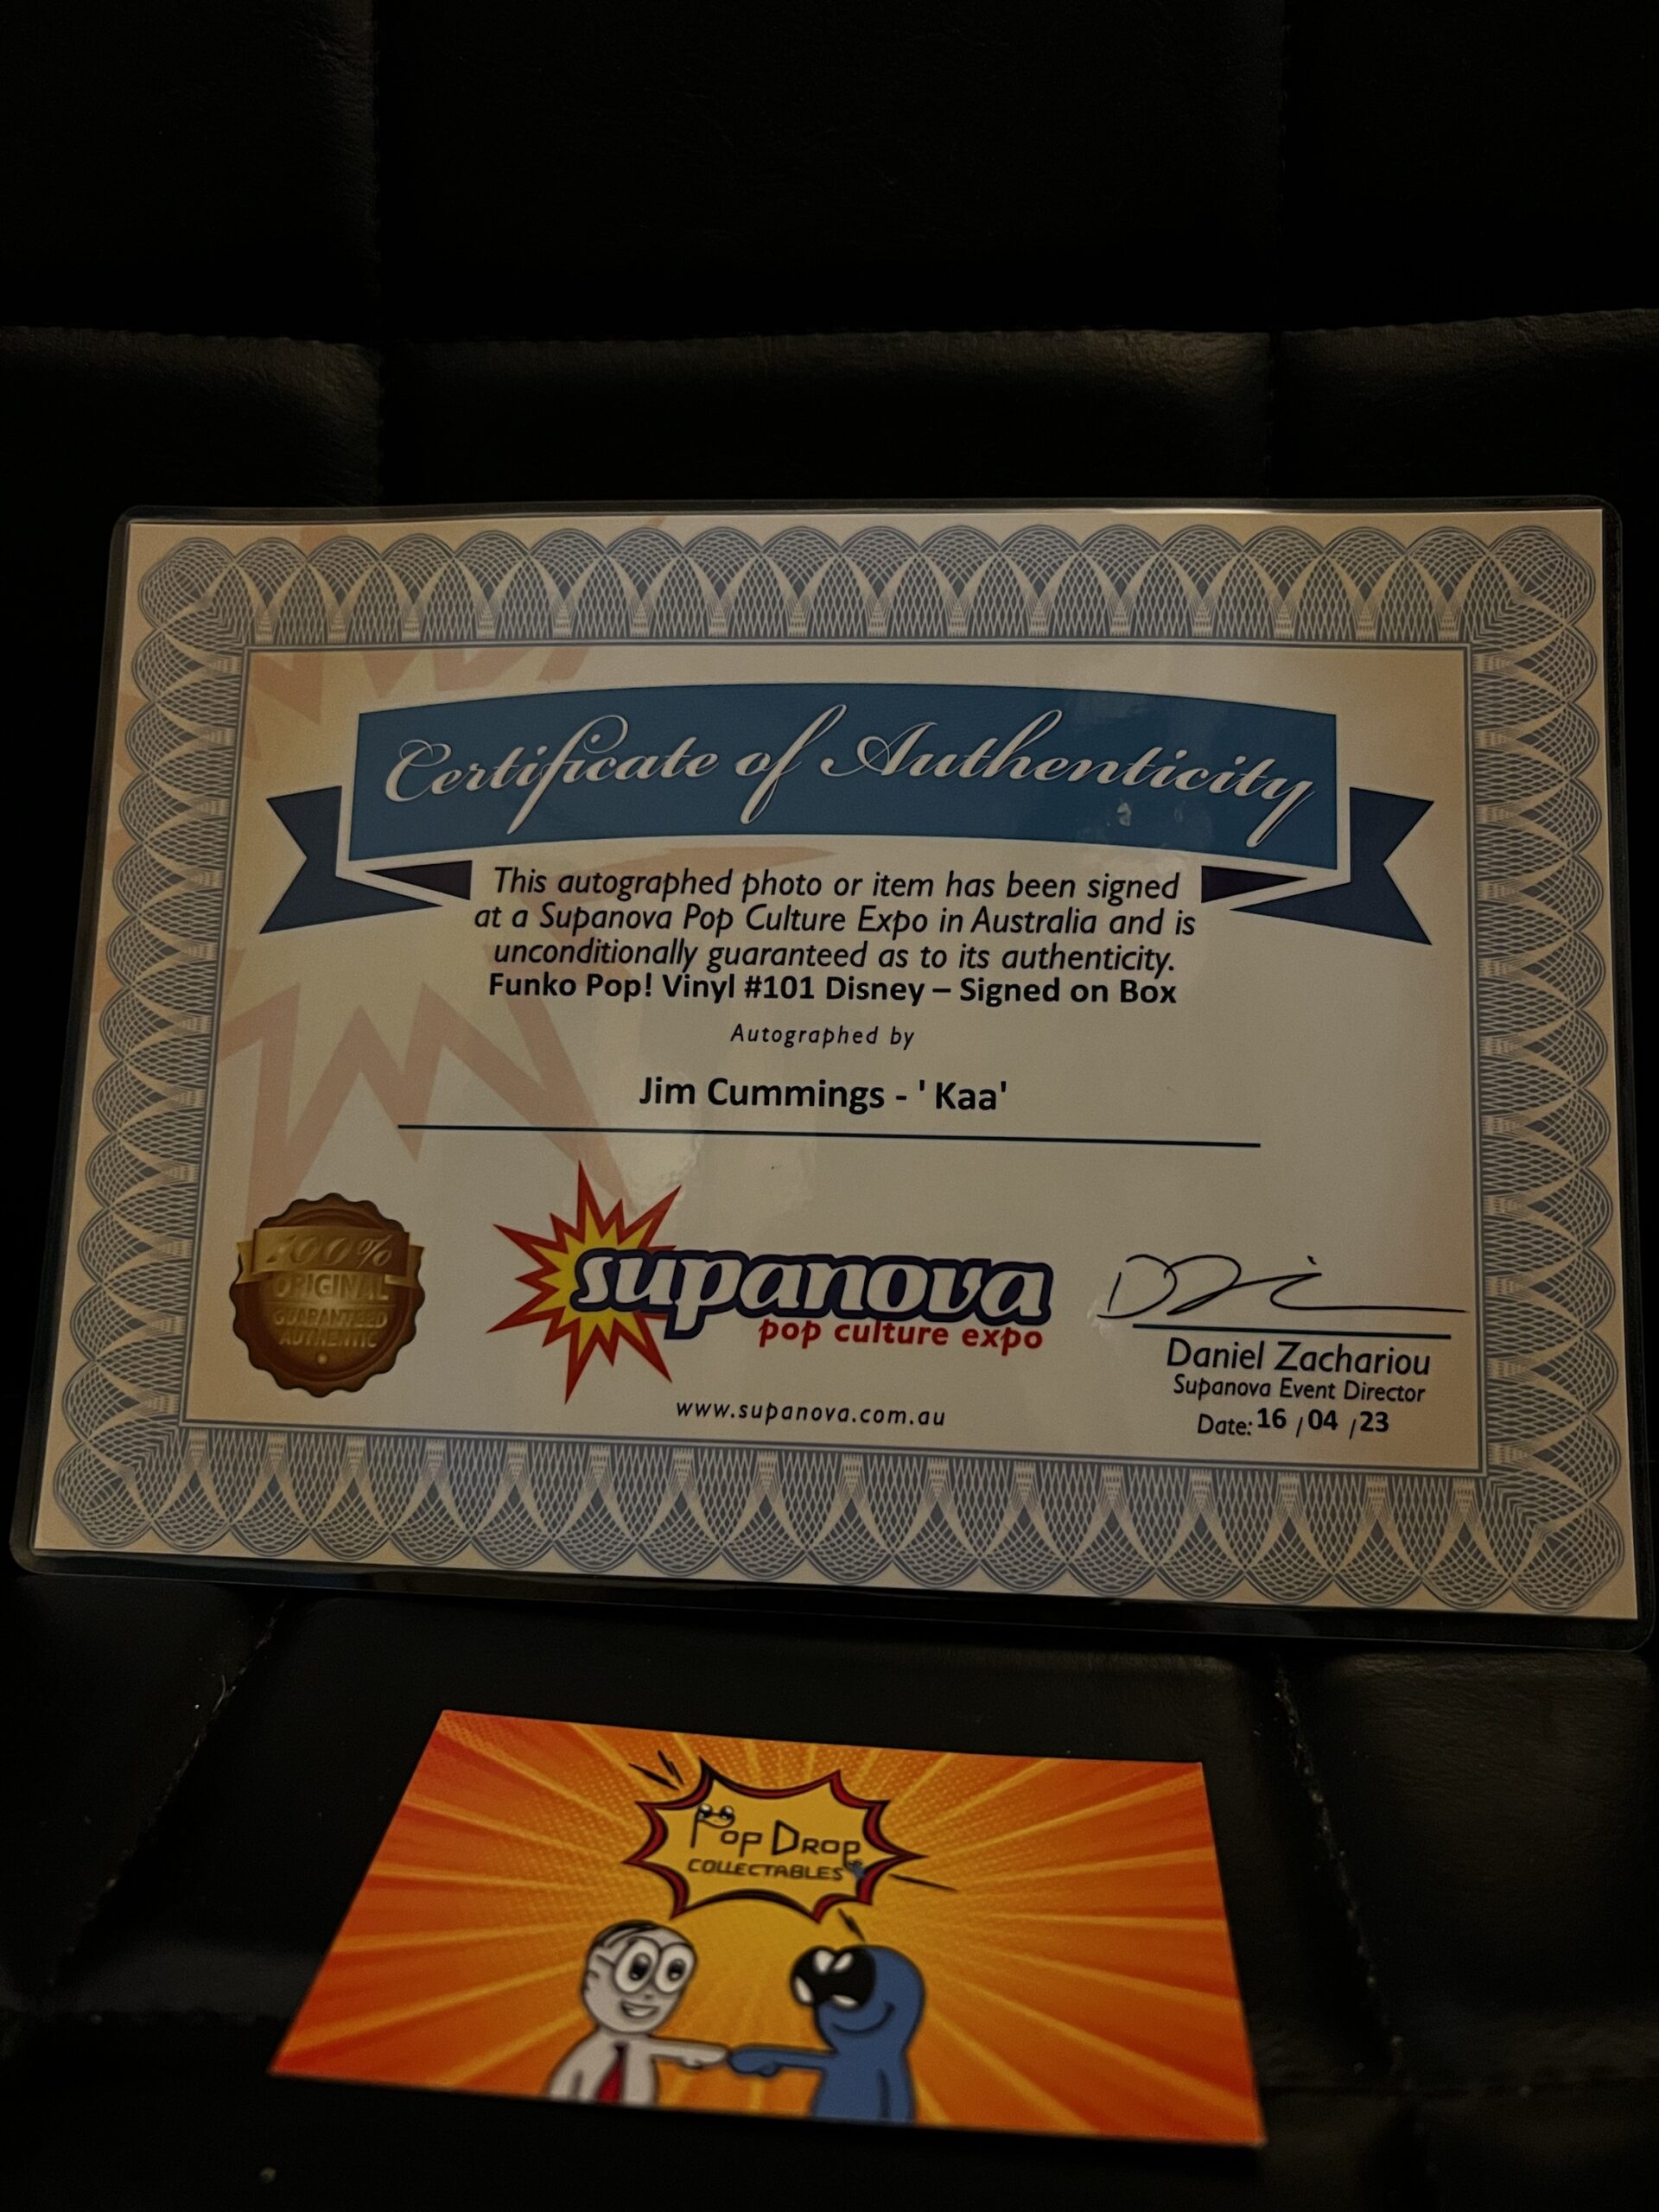 Certificate of Authenticity
This autographed photo or item has been signed
at a Supanova Pop Culture Expo in Australia and is
unconditionally guaranteed as to its authenticity.
Funko Pop! Vinyl #101 Disney – Signed on Box
Autographed by
Jim Cummings - ' Kaa'
100%
ORIGINAL
GUARANTEED
AUTHENTIC
supanova
pop culture expo
www.supanova.com.au
Daniel Zachariou
Supanova Event Director
Date: 16 / 04 / 23
POP DROP
COLLECTABLES